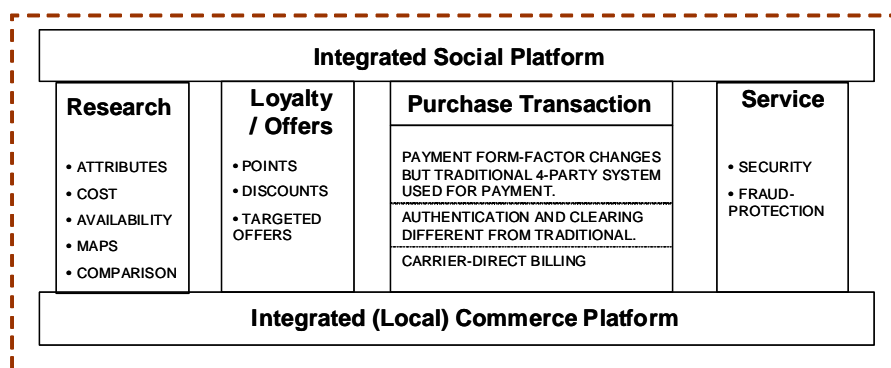 Integrated Social Platform
Research
• ATTRIBUTES
• COST
• AVAILABILITY
• MAPS
• COMPARISON
Loyalty
/ Offers
• POINTS
• DISCOUNTS
• TARGETED
OFFERS
Purchase Transaction
PAYMENT FORM-FACTOR CHANGES
BUT TRADITIONAL 4-PARTY SYSTEM
USED FOR PAYMENT.
AUTHENTICATION AND CLEARING
DIFFERENT FROM TRADITIONAL.
CARRIER-DIRECT BILLING
Service
• SECURITY
• FRAUD-
PROTECTION
Integrated (Local) Commerce Platform